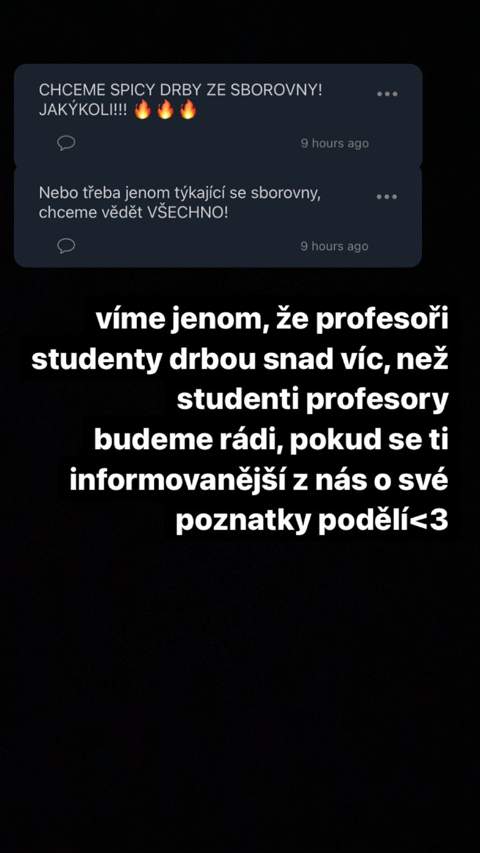 CHCEME SPICY DRBY ZE SBOROVNY!
JAKÝKOLI!!! 🔥🔥🔥
9 hours ago
Nebo třeba jenom týkající se sborovny,
chceme vědět VŠECHNO!
9 hours ago
víme jenom, že profesoři
studenty drbou snad víc, než
studenti profesory
budeme rádi, pokud se ti
informovanější z nás o své
poznatky podělí<3